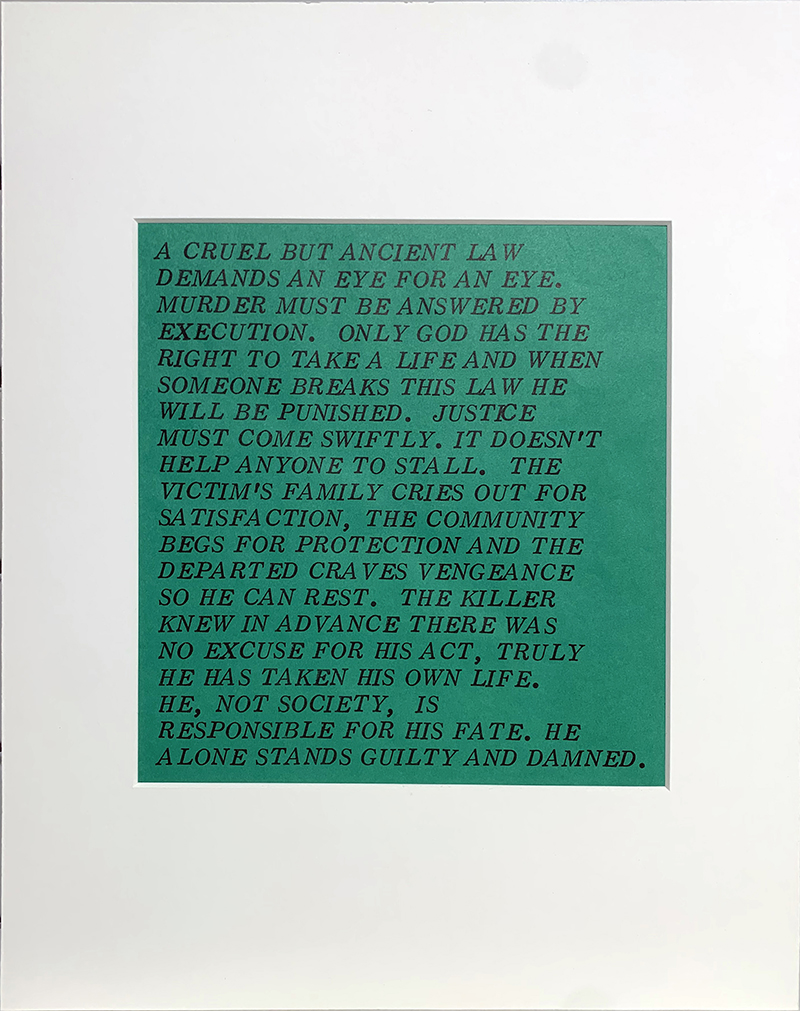 A CRUEL BUT ANCIENT LAW
DEMANDS AN EYE FOR AN EYE.
MURDER MUST BE ANSWERED BY
EXECUTION. ONLY GOD HAS THE
RIGHT TO TAKE A LIFE AND WHEN
SOMEONE BREAKS THIS LAW HE
WILL BE PUNISHED. JUSTICE
MUST COME SWIFTLY. IT DOESN'T
HELP ANYONE TO STALL. THE
VICTIM'S FAMILY CRIES OUT FOR
SATISFACTION, THE COMMUNITY
BEGS FOR PROTECTION AND THE
DEPARTED CRAVES VENGEANCE
SO HE CAN REST. THE KILLER
KNEW IN ADVANCE THERE WAS
NO EXCUSE FOR HIS ACT, TRULY
HE HAS TAKEN HIS OWN LIFE.
HE, NOT SOCIETY, IS
RESPONSIBLE FOR HIS FATE. HE
ALONE STANDS GUILTY AND DAMNED.